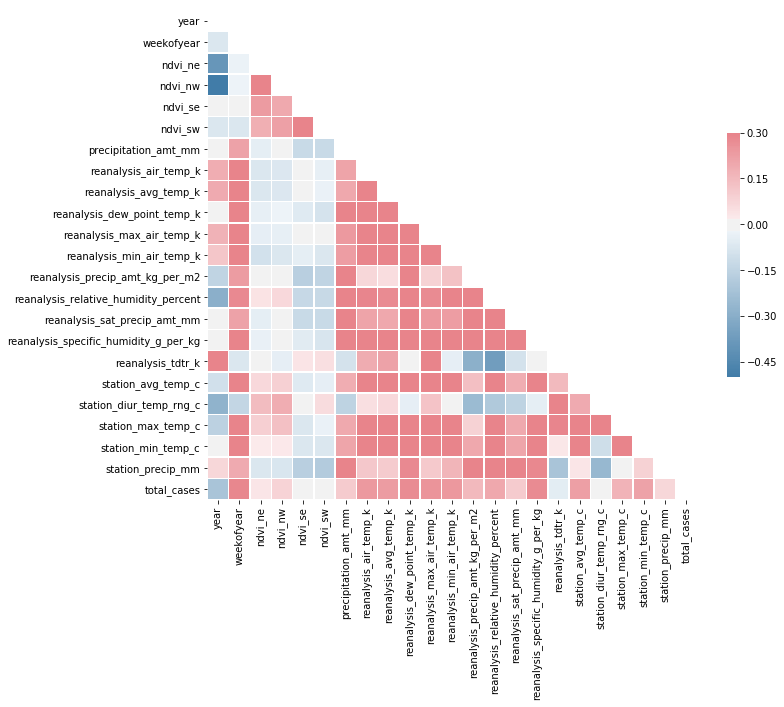 year
weekofyear
ndvi_ne
ndvi_nw
ndvi_se
ndvi_sw
precipitation_amt_mm
reanalysis_air_temp_k
reanalysis_avg_temp_k
reanalysis_dew_point_temp_k
reanalysis_max_air_temp_k
reanalysis_min_air_temp_k
reanalysis_precip_amt_kg_per_m2
reanalysis_relative_humidity_percent
reanalysis_sat_precip_amt_mm
reanalysis_specific_humidity_g_per_kg
reanalysis_tdtr_k
station_avg_temp_c
station_diur_temp_rng_c
station_max_temp_c
station_min_temp_c
station_precip_mm
total_cases
year
weekofyear
ndvi_ne
ndvi_nw
ndvi_se
ndvi_sw
precipitation_amt_mm
reanalysis_air_temp_k
reanalysis_avg_temp_k
reanalysis_dew_point_temp_k
reanalysis_max_air_temp_k
reanalysis_min_air_temp_k
reanalysis_precip_amt_kg_per_m2
reanalysis_relative_humidity_percent
reanalysis_sat_precip_amt_mm
reanalysis_specific_humidity_g_per_kg
reanalysis_tdtr_k
station_avg_temp_c
station_diur_temp_rng_c
station_max_temp_c
station_min_temp_c
station_precip_mm
total_cases
0.30
0.15
0.00
−0.15
−0.30
−0.45